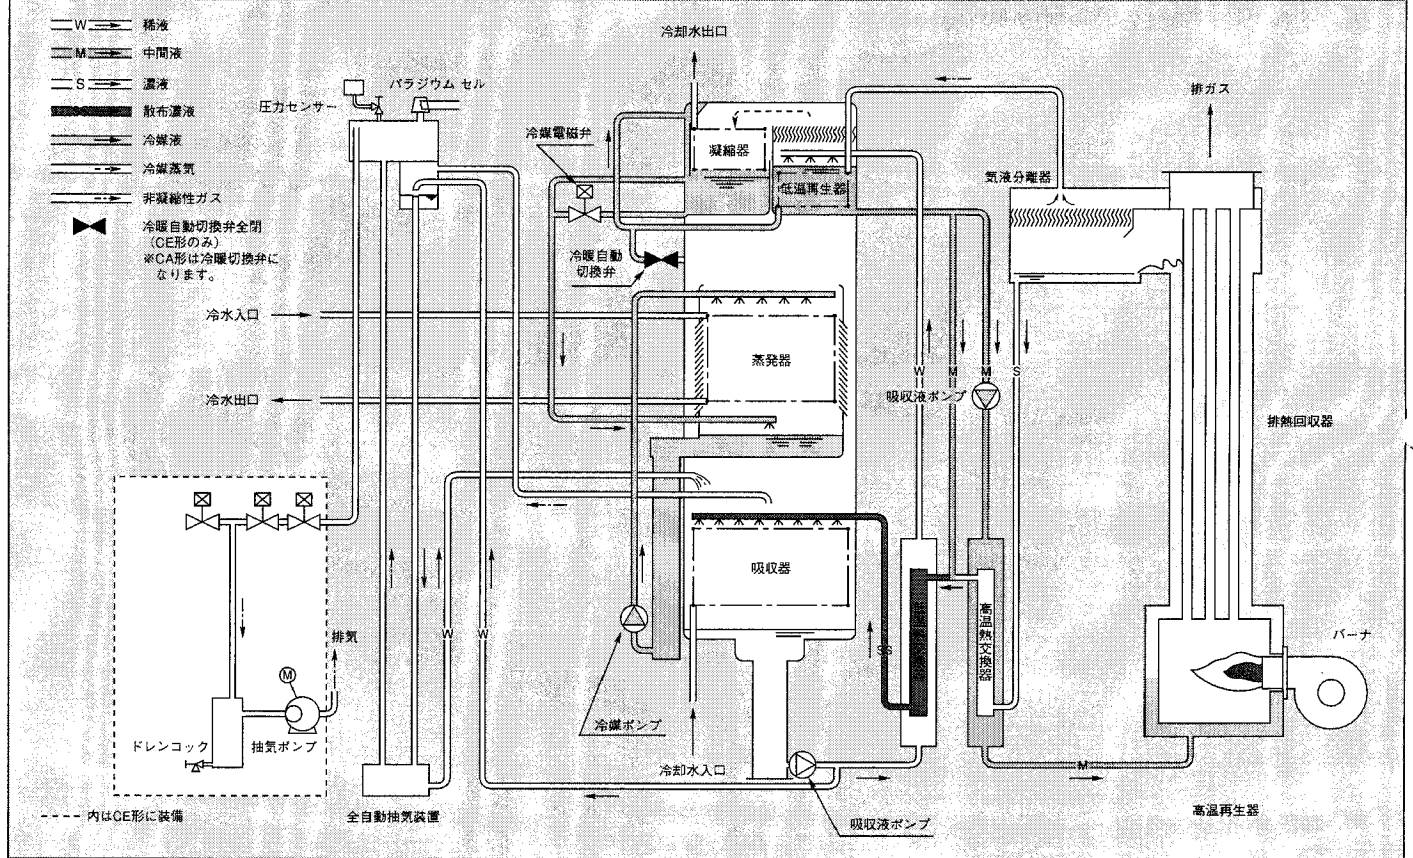 W 稀液
M 中間液
S 濃液
SS 散布濃液
冷媒液
冷媒蒸気
非凝縮性ガス
冷暖自動切換弁全閉
(CE形のみ)
※CA形は冷暖切換弁に
なります。
圧力センサー
パラジウム セル
冷却水出口
冷媒電磁弁
凝縮器
低温再生器
冷暖自動
切換弁
気液分離器
排ガス
冷水入口
蒸発器
冷水出口
W
M
M
S
吸収液ポンプ
排熱回収器
吸収器
低温熱交換器
高温熱交換器
SS
W
W
排気
M
バーナ
ドレンコック
抽気ポンプ
冷媒ポンプ
冷却水入口
M
内はCE形に装備
全自動抽気装置
吸収液ポンプ
高温再生器